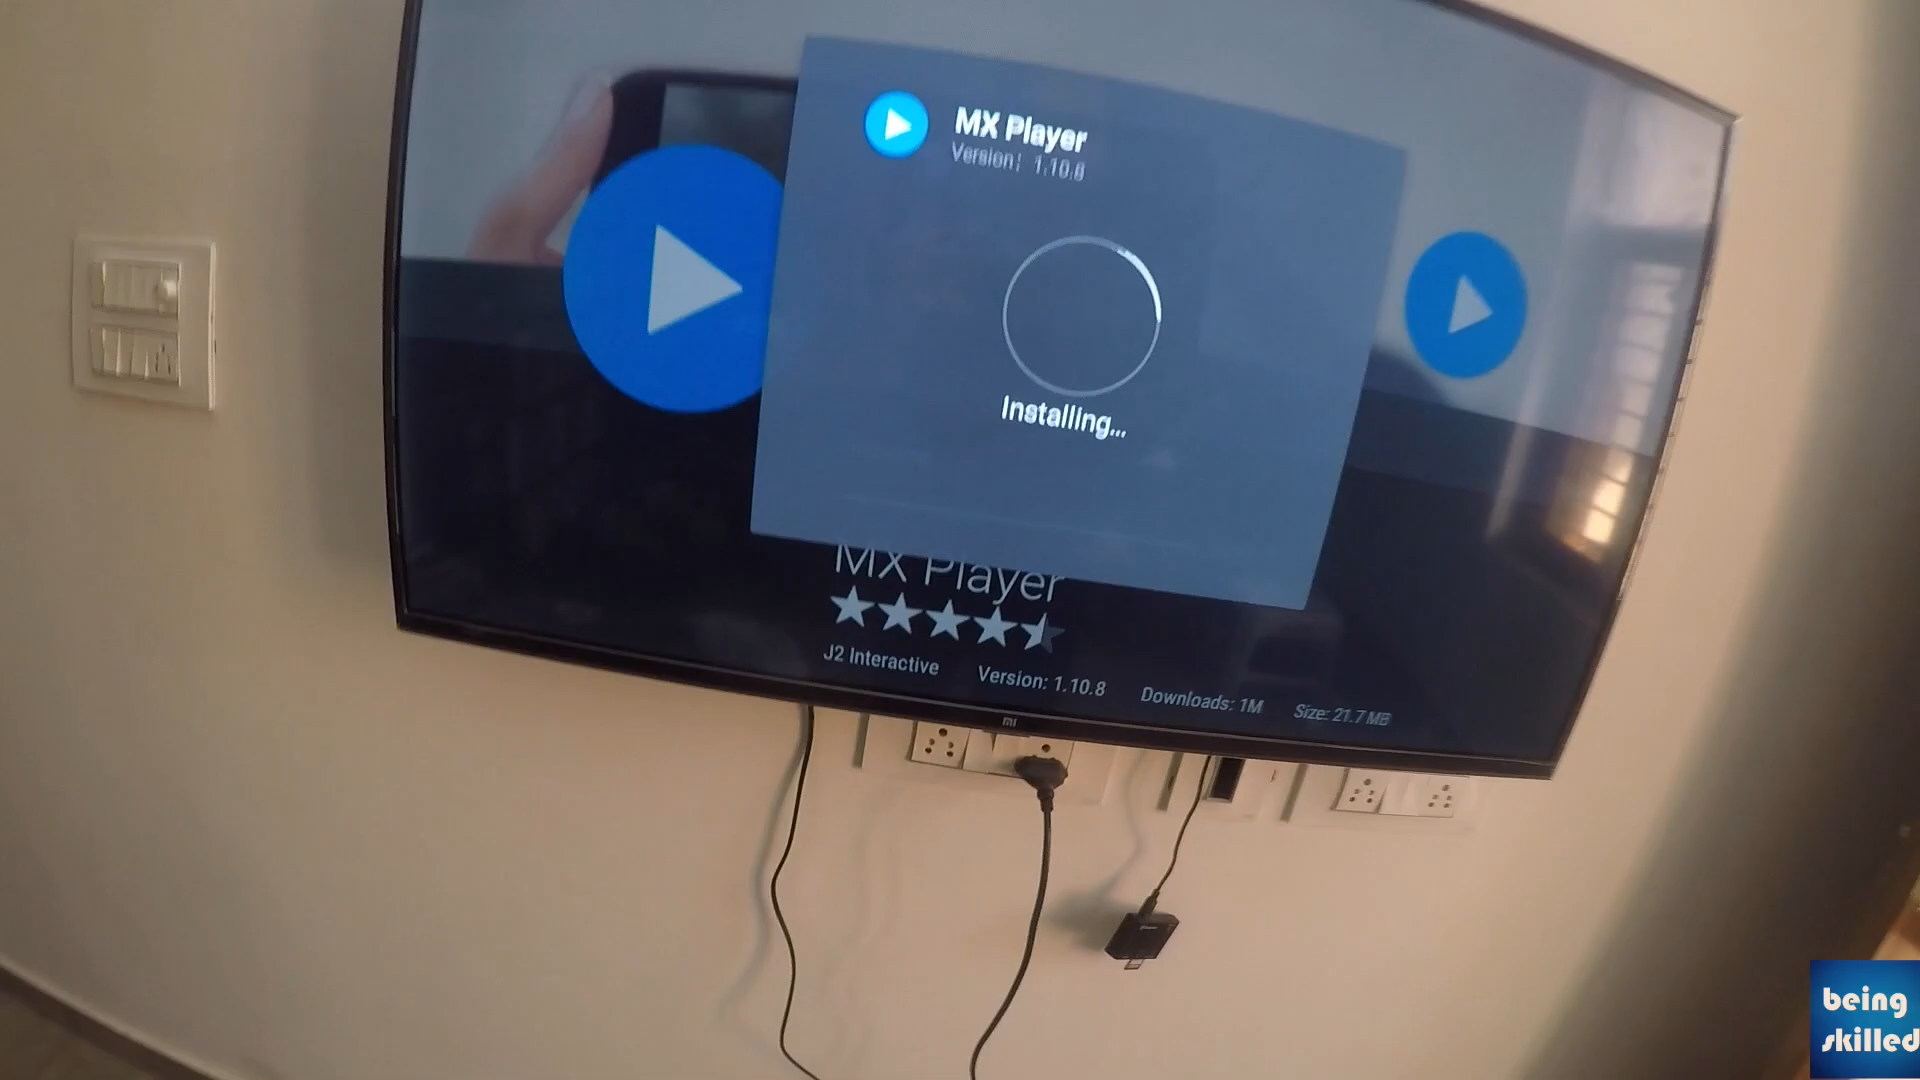 MX Player
Version: 1.10.8
Installing...
MX Player
J2 Interactive
Version: 1.10.8
Downloads: 1M
Size: 21.7 MB
mi
being
skilled